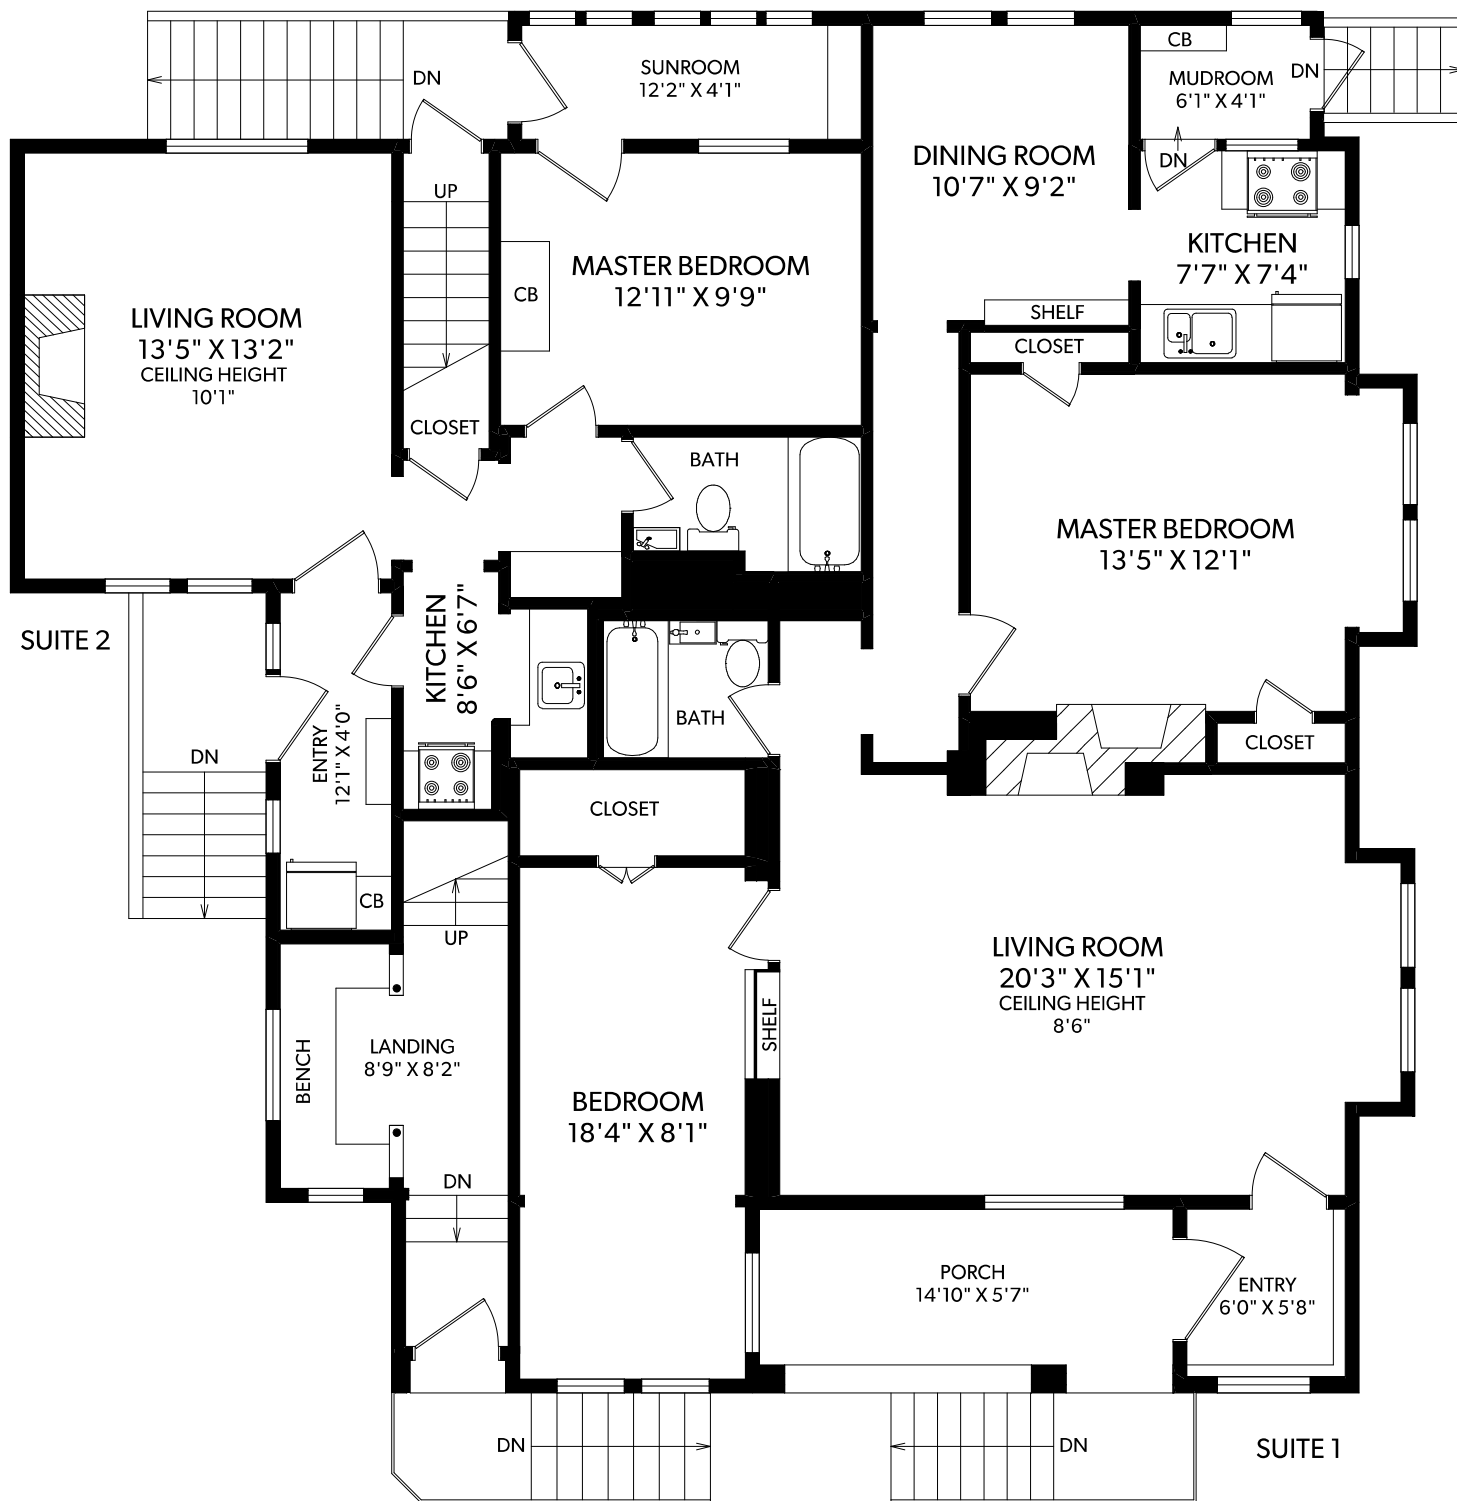 DN
SUNROOM
12'2" X 4'1"
CB
MUDROOM
6'1" X 4'1"
DN
DN
DINING ROOM
10'7" X 9'2"
UP
KITCHEN
7'7" X 7'4"
MASTER BEDROOM
12'11" X 9'9"
CB
LIVING ROOM
13'5" X 13'2"
CEILING HEIGHT
10'1"
SHELF
CLOSET
CLOSET
BATH
MASTER BEDROOM
13'5" X 12'1"
SUITE 2
KITCHEN
8'6" X 6'7"
BATH
ENTRY
12'1" X 4'0"
DN
CLOSET
CLOSET
CB
UP
LIVING ROOM
20'3" X 15'1"
CEILING HEIGHT
8'6"
SHELF
BENCH
LANDING
8'9" X 8'2"
BEDROOM
18'4" X 8'1"
DN
PORCH
14'10" X 5'7"
ENTRY
6'0" X 5'8"
DN
DN
SUITE 1